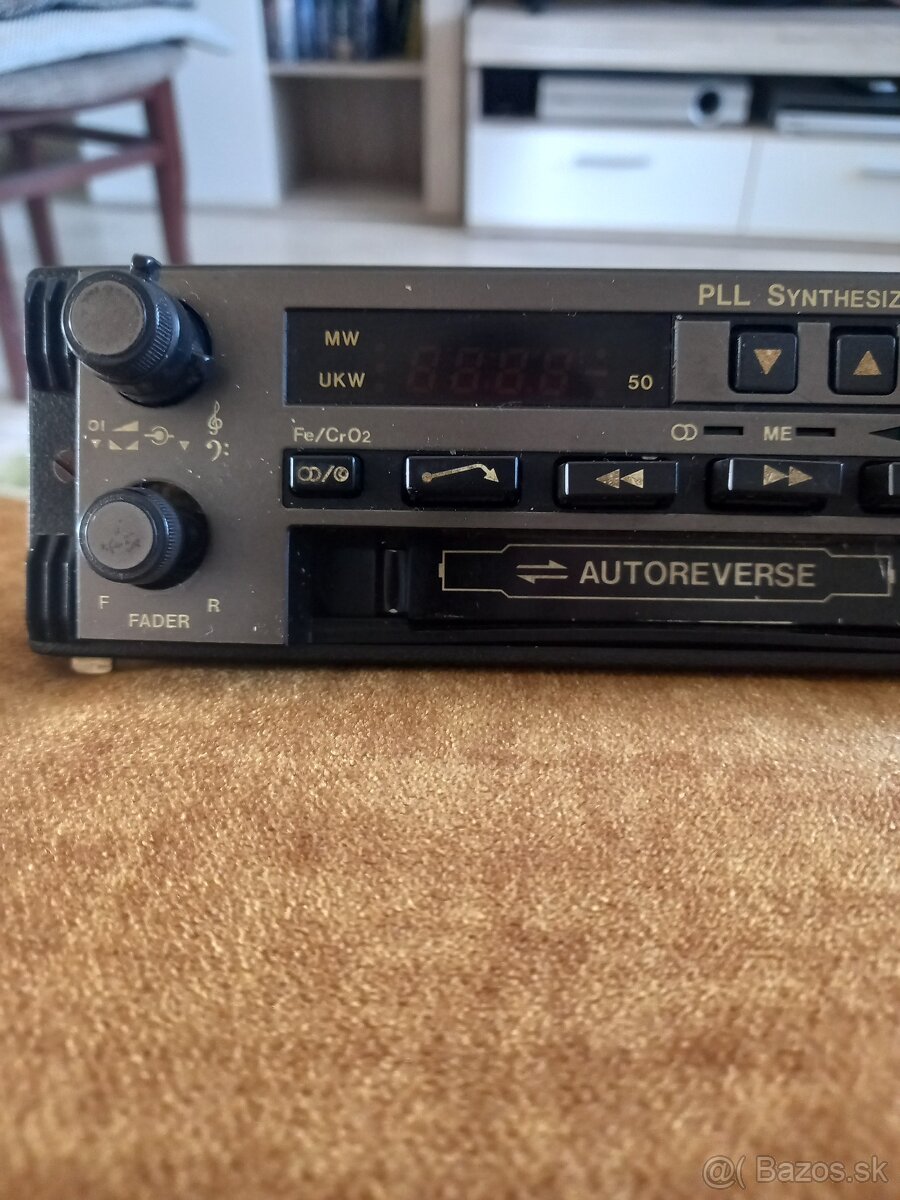 PLL SYNTHESIZ
MW
UKW
50
Fe/CrO2
ME
AUTOREVERSE
F
R
FADER
@( Bazos.sk